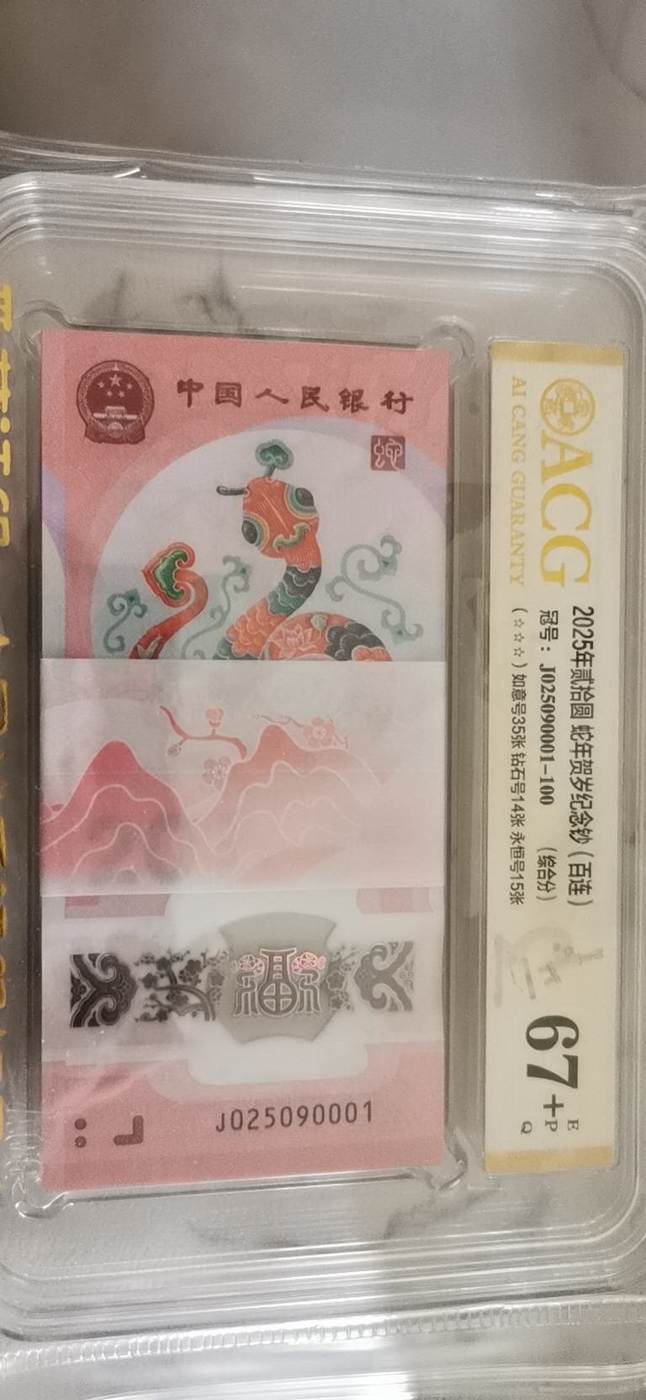 中国人民银行
蛇
J025090001
ACG
AI CANG GUARANTY
2025年贰拾圆 蛇年贺岁纪念钞（百连）
冠号：J025090001-100 （综合分）
（☆☆☆）如意号35张 钻石号14张 永恒号15张
67+
EPQ